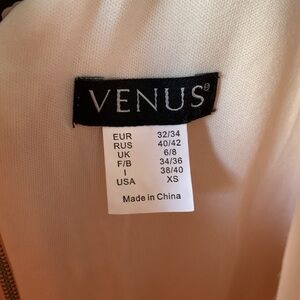 VENUS®
EUR 32/34
RUS 40/42
UK 6/8
F/B 34/36
I 38/40
USA XS
Made in China